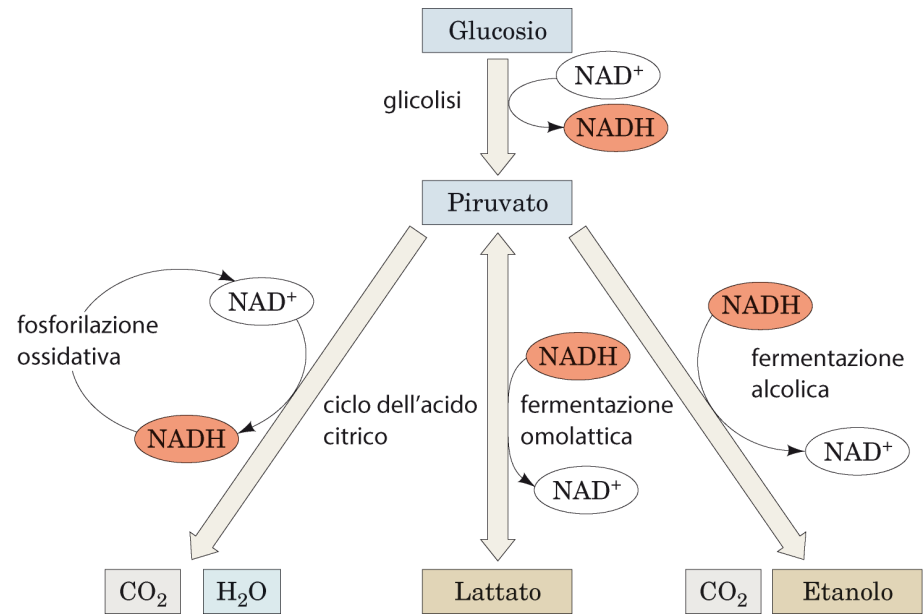 Glucosio
NAD⁺
glicolisi
NADH
Piruvato
NAD⁺
NADH
fosforilazione
ossidativa
NADH
fermentazione
alcolica
ciclo dell'acido
citrico
fermentazione
omolattica
NADH
NAD⁺
NAD⁺
CO₂
H₂O
Lattato
CO₂
Etanolo